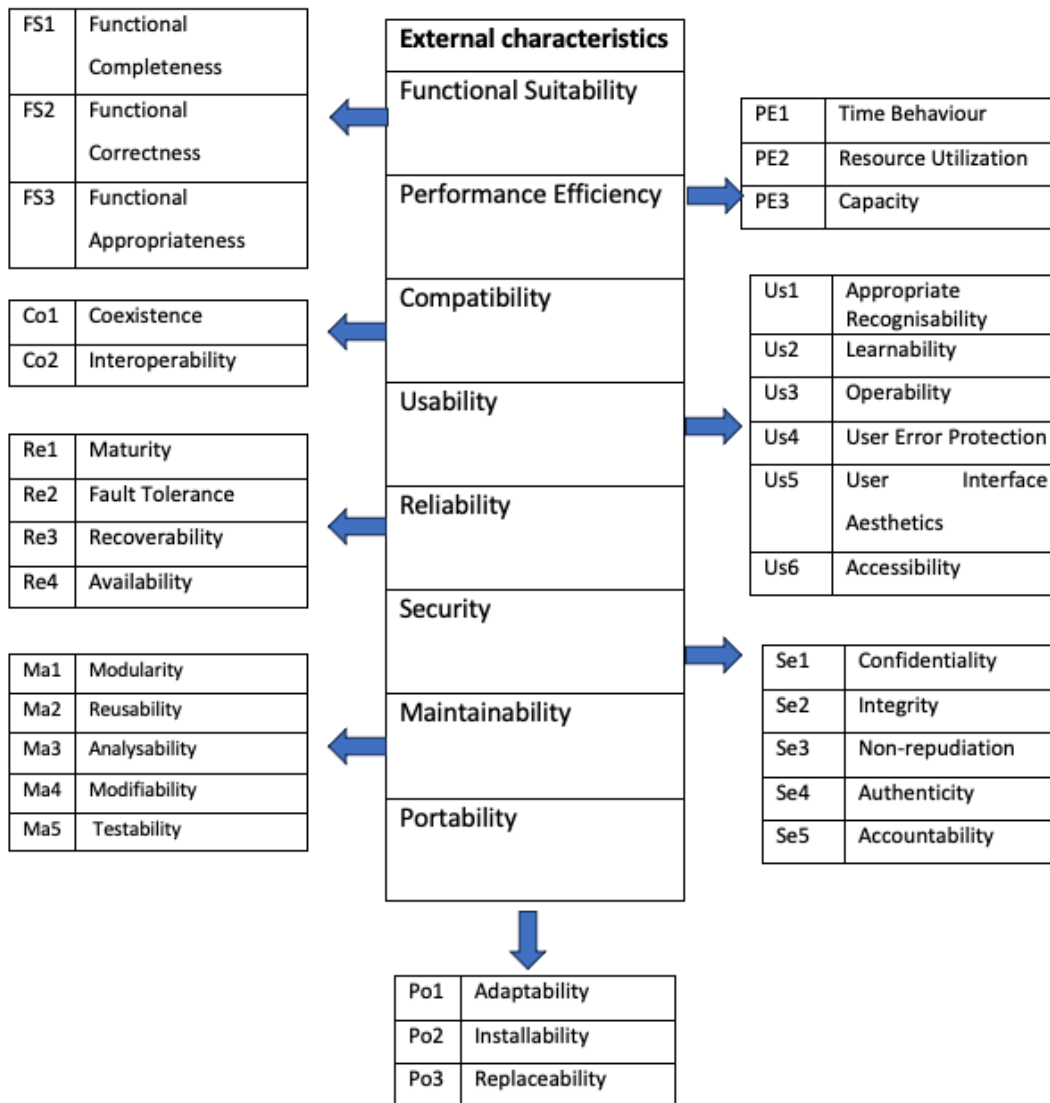 External characteristics
Functional Suitability
Performance Efficiency
Compatibility
Usability
Reliability
Security
Maintainability
Portability
FS1 Functional
Completeness
FS2 Functional
Correctness
FS3 Functional
Appropriateness
Co1 Coexistence
Co2 Interoperability
Re1 Maturity
Re2 Fault Tolerance
Re3 Recoverability
Re4 Availability
Ma1 Modularity
Ma2 Reusability
Ma3 Analysability
Ma4 Modifiability
Ma5 Testability
PE1 Time Behaviour
PE2 Resource Utilization
PE3 Capacity
Us1 Appropriate
Recognisability
Us2 Learnability
Us3 Operability
Us4 User Error Protection
Us5 User Interface
Aesthetics
Us6 Accessibility
Se1 Confidentiality
Se2 Integrity
Se3 Non-repudiation
Se4 Authenticity
Se5 Accountability
Po1 Adaptability
Po2 Installability
Po3 Replaceability